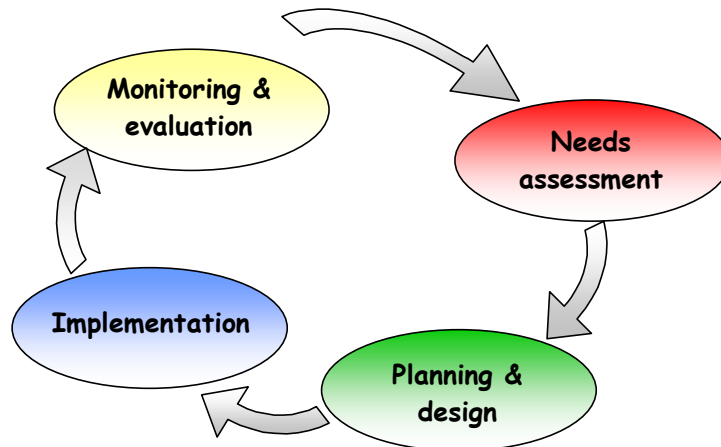 Monitoring &
evaluation
Needs
assessment
Implementation
Planning &
design